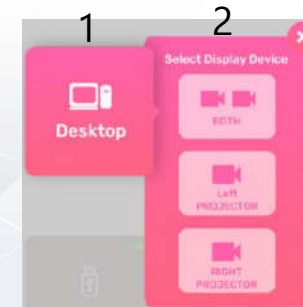 1
2
Select Display Device
Desktop
BOTH
Left
PROJECTOR
RIGHT
PROJECTOR